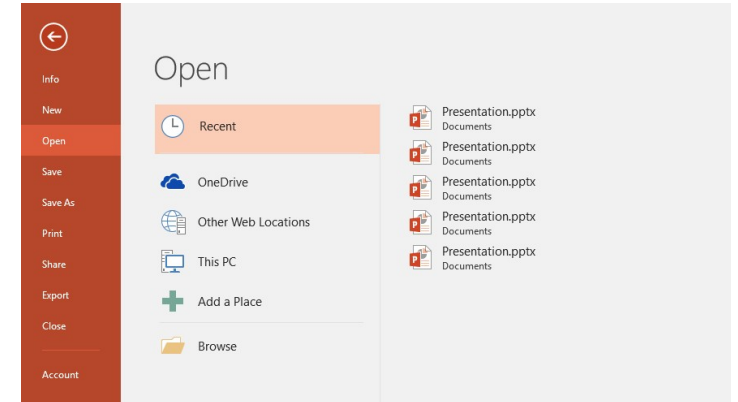 Info
New
Open
Save
Save As
Print
Share
Export
Close
Account
Open
Recent
OneDrive
Other Web Locations
This PC
Add a Place
Browse
Presentation.pptx
Documents
Presentation.pptx
Documents
Presentation.pptx
Documents
Presentation.pptx
Documents
Presentation.pptx
Documents